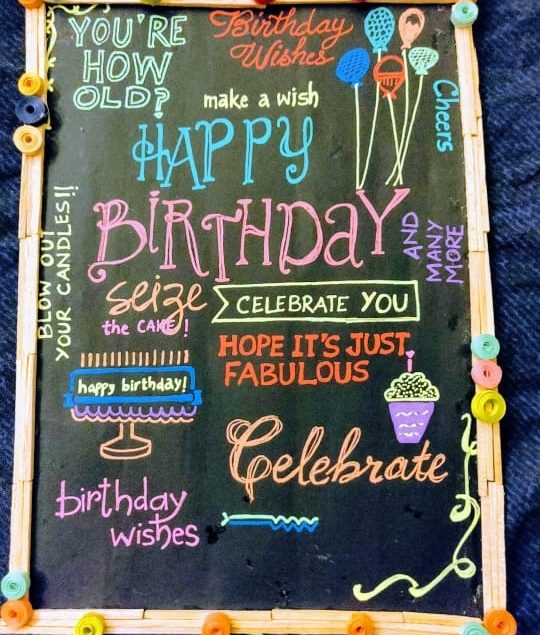 YOU'RE
HOW
OLD?
Birthday
Wishes
make a wish
Cheers
HAPPY
BIRTHDAY
AND
MANY
MORE
BLOW OUT
YOUR CANDLES!!
seize
the CAKE!
CELEBRATE YOU
HOPE IT'S JUST
FABULOUS
happy birthday!
Celebrate
birthday
wishes